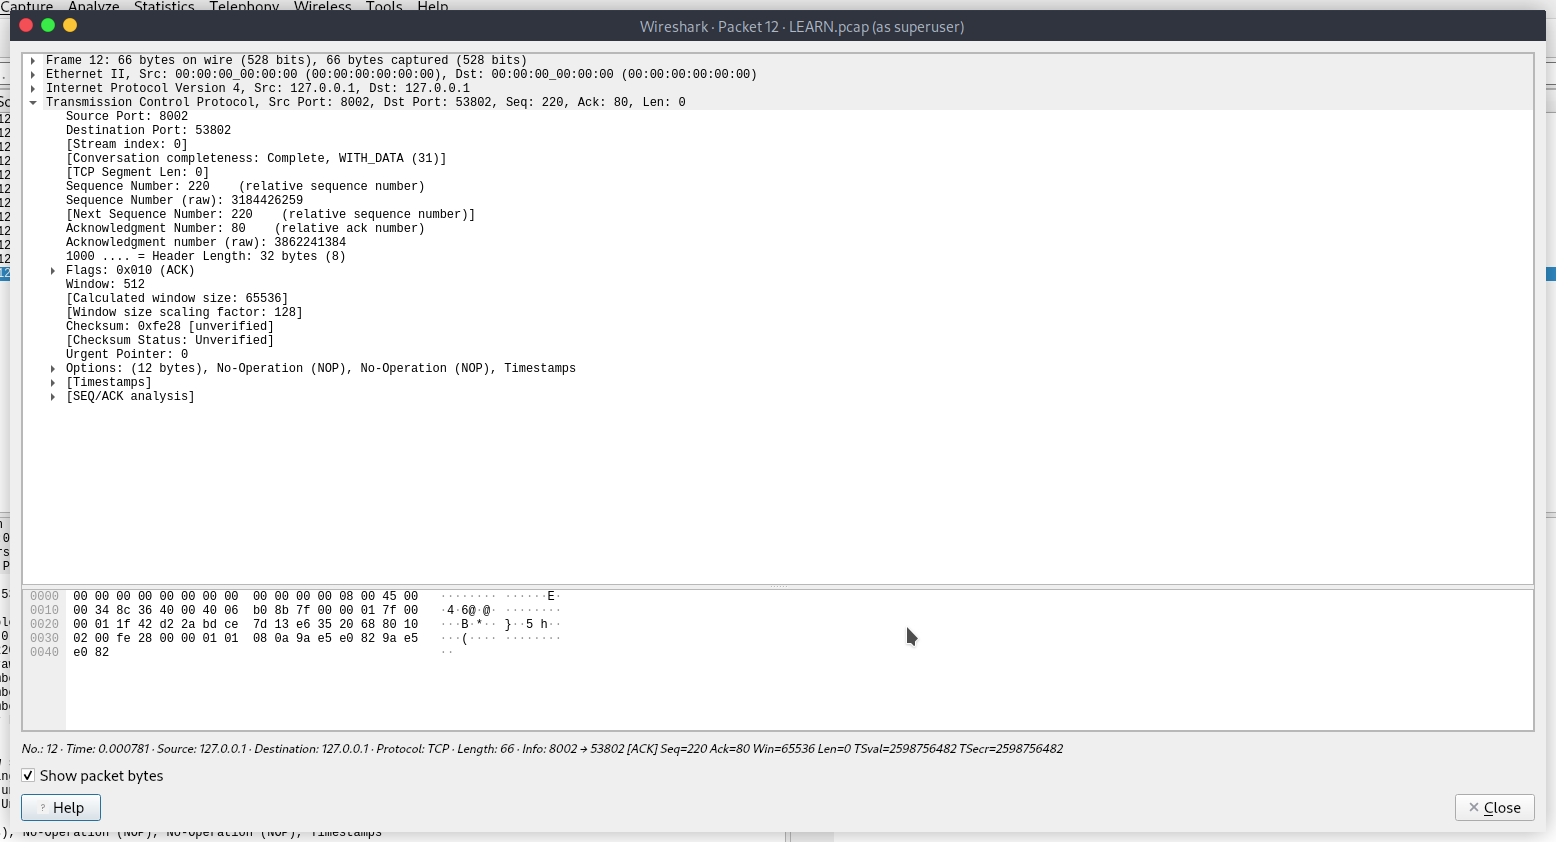 Capture Analyze Statistics Telephony Wireless Tools Help
Wireshark · Packet 12 · LEARN.pcap (as superuser)
Frame 12: 66 bytes on wire (528 bits), 66 bytes captured (528 bits)
Ethernet II, Src: 00:00:00_00:00:00 (00:00:00:00:00:00), Dst: 00:00:00_00:00:00 (00:00:00:00:00:00)
Internet Protocol Version 4, Src: 127.0.0.1, Dst: 127.0.0.1
Transmission Control Protocol, Src Port: 8002, Dst Port: 53802, Seq: 220, Ack: 80, Len: 0
Source Port: 8002
Destination Port: 53802
[Stream index: 0]
[Conversation completeness: Complete, WITH_DATA (31)]
[TCP Segment Len: 0]
Sequence Number: 220    (relative sequence number)
Sequence Number (raw): 3184426259
[Next Sequence Number: 220    (relative sequence number)]
Acknowledgment Number: 80    (relative ack number)
Acknowledgment number (raw): 3862241384
1000 .... = Header Length: 32 bytes (8)
Flags: 0x010 (ACK)
Window: 512
[Calculated window size: 65536]
[Window size scaling factor: 128]
Checksum: 0xfe28 [unverified]
[Checksum Status: Unverified]
Urgent Pointer: 0
Options: (12 bytes), No-Operation (NOP), No-Operation (NOP), Timestamps
[Timestamps]
[SEQ/ACK analysis]
0000 00 00 00 00 00 00 00 00  00 00 00 00 08 00 45 00 ········ ······E·
0010 00 34 8c 36 40 00 40 06  b0 8b 7f 00 00 01 7f 00 ·4·6@·@· ········
0020 00 01 1f 42 d2 2a bd ce  7d 13 e6 35 20 68 80 10 ···B·*·· }··5 h··
0030 02 00 fe 28 00 00 01 01  08 0a 9a e5 e0 82 9a e5 ···(···· ········
0040 e0 82 ··
No.: 12 · Time: 0.000781 · Source: 127.0.0.1 · Destination: 127.0.0.1 · Protocol: TCP · Length: 66 · Info: 8002 → 53802 [ACK] Seq=220 Ack=80 Win=65536 Len=0 TSval=2598756482 TSecr=2598756482
Show packet bytes
Help
Close
), No-Operation (NOP), No-Operation (NOP), Timestamps